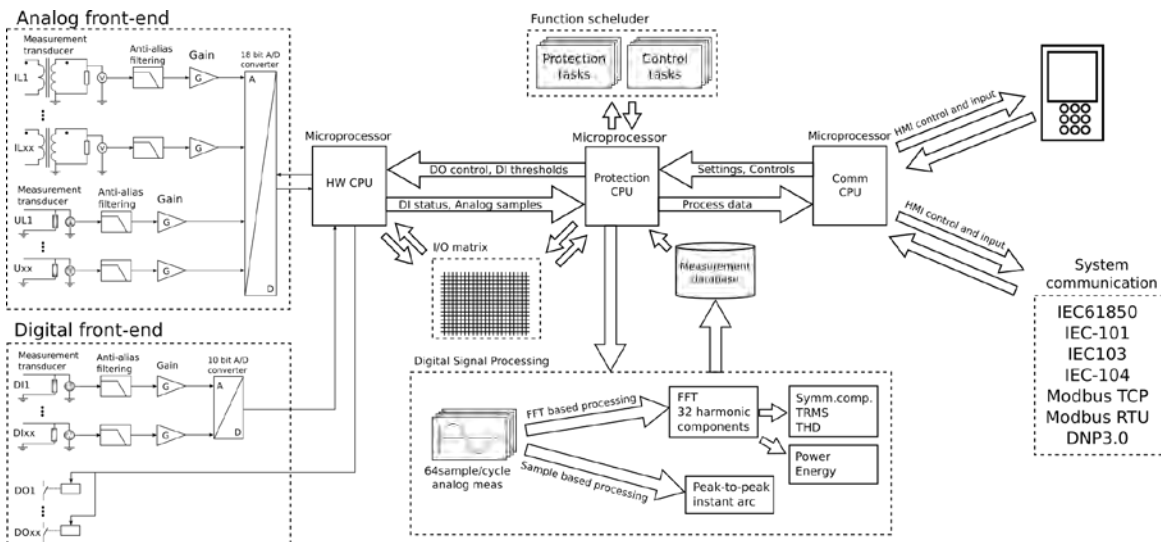 Analog front-end
Measurement
transducer
Anti-alias
filtering
Gain
18 bit A/D
converter
IL1
V
G
A
ILxx
V
G
Measurement
transducer
Anti-alias
filtering
Gain
UL1
G
Uxx
G
D
Digital front-end
Measurement
transducer
Anti-alias
filtering
Gain
10 bit A/D
converter
DI1
G
A
DIxx
G
D
DO1
DOxx
Function scheluder
Protection
tasks
Control
tasks
Microprocessor
HW CPU
Microprocessor
Protection
CPU
Microprocessor
Comm
CPU
DO control, DI thresholds
DI status, Analog samples
Settings, Controls
Process data
I/O matrix
Measurement
database
HMI control and input
HMI control and input
System
communication
IEC61850
IEC-101
IEC103
IEC-104
Modbus TCP
Modbus RTU
DNP3.0
Digital Signal Processing
64sample/cycle
analog meas
FFT based processing
Sample based processing
FFT
32 harmonic
components
Symm.comp.
TRMS
THD
Power
Energy
Peak-to-peak
instant arc